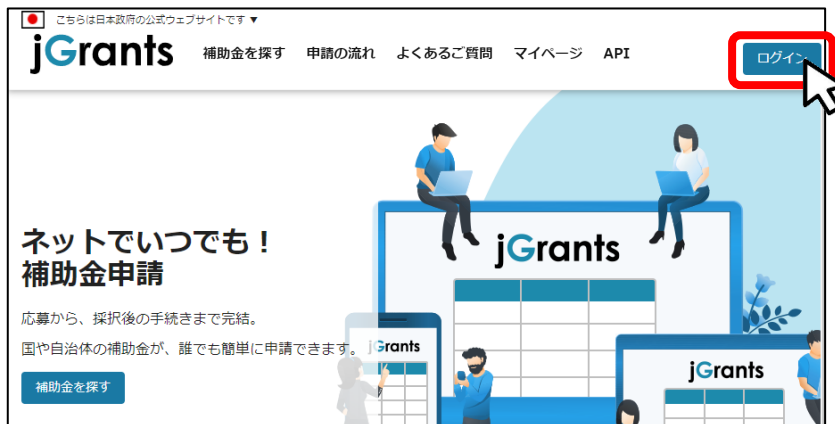 こちらは日本政府の公式ウェブサイトです ▼
jGrants 補助金を探す 申請の流れ よくあるご質問 マイページ API ログイン
ネットでいつでも！
補助金申請
jGrants
応募から、採択後の手続きまで完結。
国や自治体の補助金が、誰でも簡単に申請できます。
jGrants
jGrants
補助金を探す